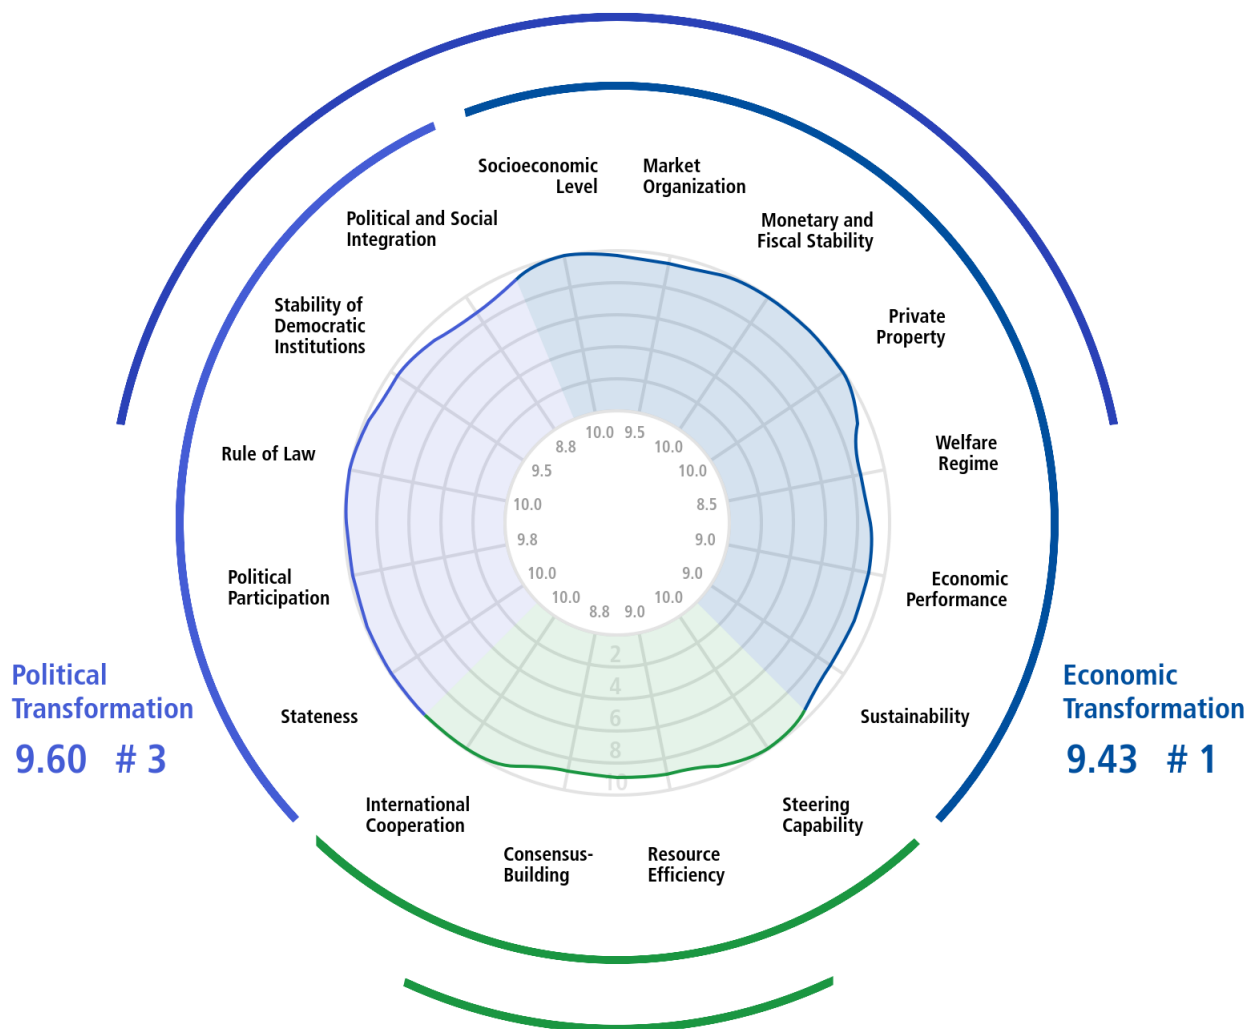 Socioeconomic
Level
Market
Organization
Political and Social
Integration
Monetary and
Fiscal Stability
Stability of
Democratic
Institutions
Private
Property
Rule of Law
Welfare
Regime
Political
Participation
Economic
Performance
Stateness
Sustainability
International
Cooperation
Steering
Capability
Consensus-
Building
Resource
Efficiency
10.0
9.5
8.8
10.0
9.5
10.0
10.0
8.5
9.8
9.0
10.0
9.0
10.0
8.8
9.0
10.0
2
4
6
8
10
Political
Transformation
9.60 # 3
Economic
Transformation
9.43 # 1